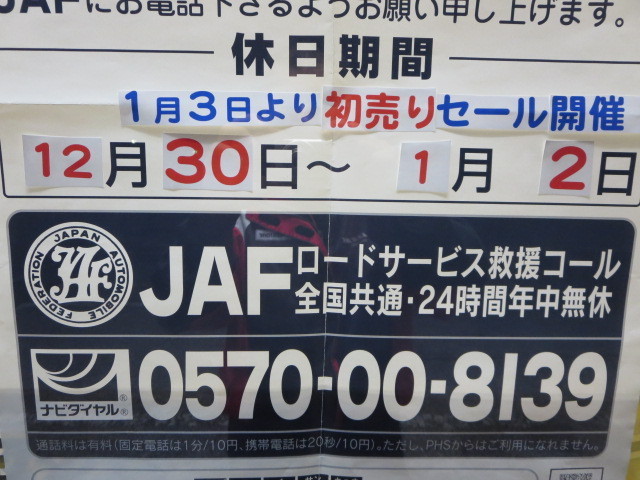 JAFにお電話下さるようお願い申し上げます。
休日期間
1月3日より初売りセール開催
12月30日～1月2日
JAPAN AUTOMOBILE FEDERATION
JAF
ロードサービス救援コール
全国共通・24時間年中無休
ナビダイヤル®
0570-00-8139
通話料は有料(固定電話は1分/10円、携帯電話は20秒/10円)。ただし、PHSからはご利用になれません。